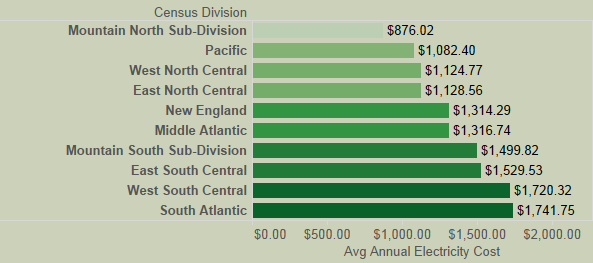 Census Division
Mountain North Sub-Division $876.02
Pacific $1,082.40
West North Central $1,124.77
East North Central $1,128.56
New England $1,314.29
Middle Atlantic $1,316.74
Mountain South Sub-Division $1,499.82
East South Central $1,529.53
West South Central $1,720.32
South Atlantic $1,741.75
$0.00 $500.00 $1,000.00 $1,500.00 $2,000.00
Avg Annual Electricity Cost